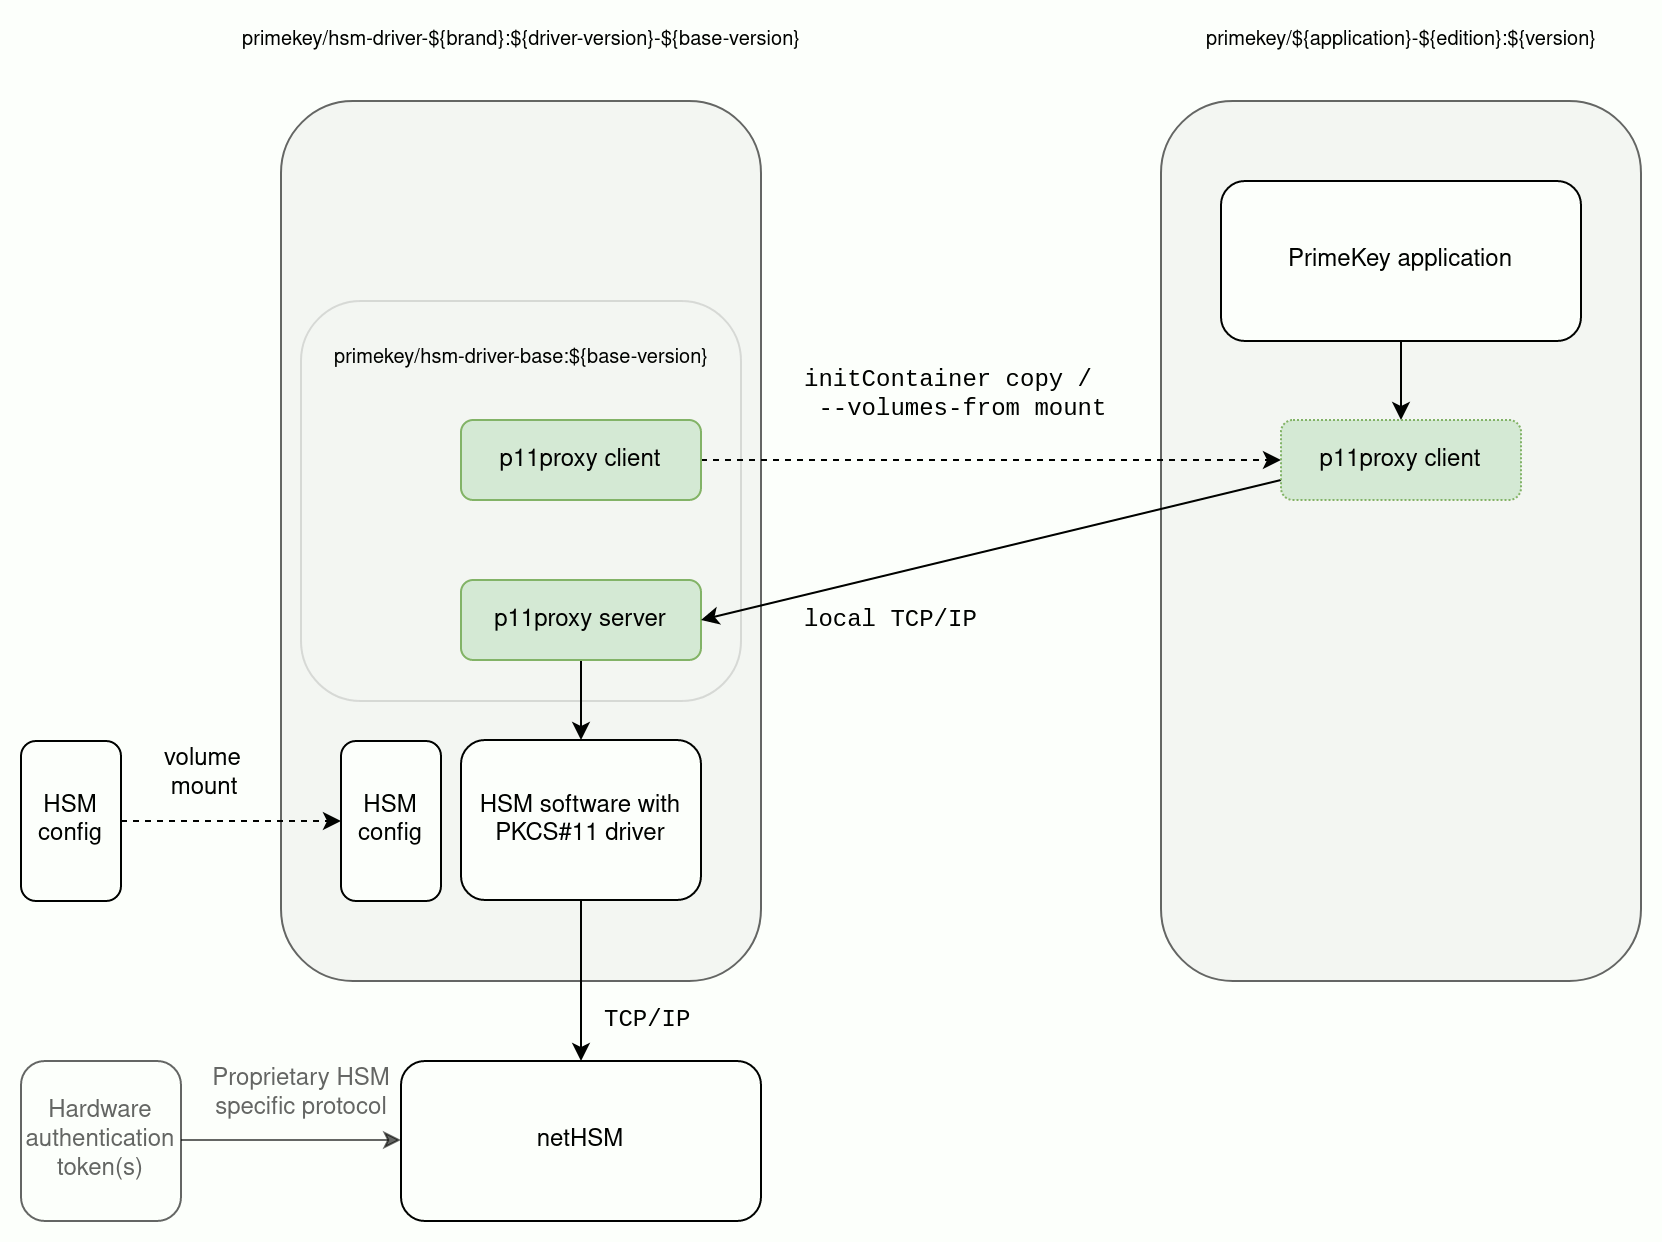 primekey/hsm-driver-${brand}:${driver-version}-${base-version}
primekey/${application}-${edition}:${version}
PrimeKey application
primekey/hsm-driver-base:${base-version}
initContainer copy /
--volumes-from mount
p11proxy client
p11proxy client
p11proxy server
local TCP/IP
volume
mount
HSM
config
HSM
config
HSM software with
PKCS#11 driver
TCP/IP
Proprietary HSM
specific protocol
Hardware
authentication
token(s)
netHSM